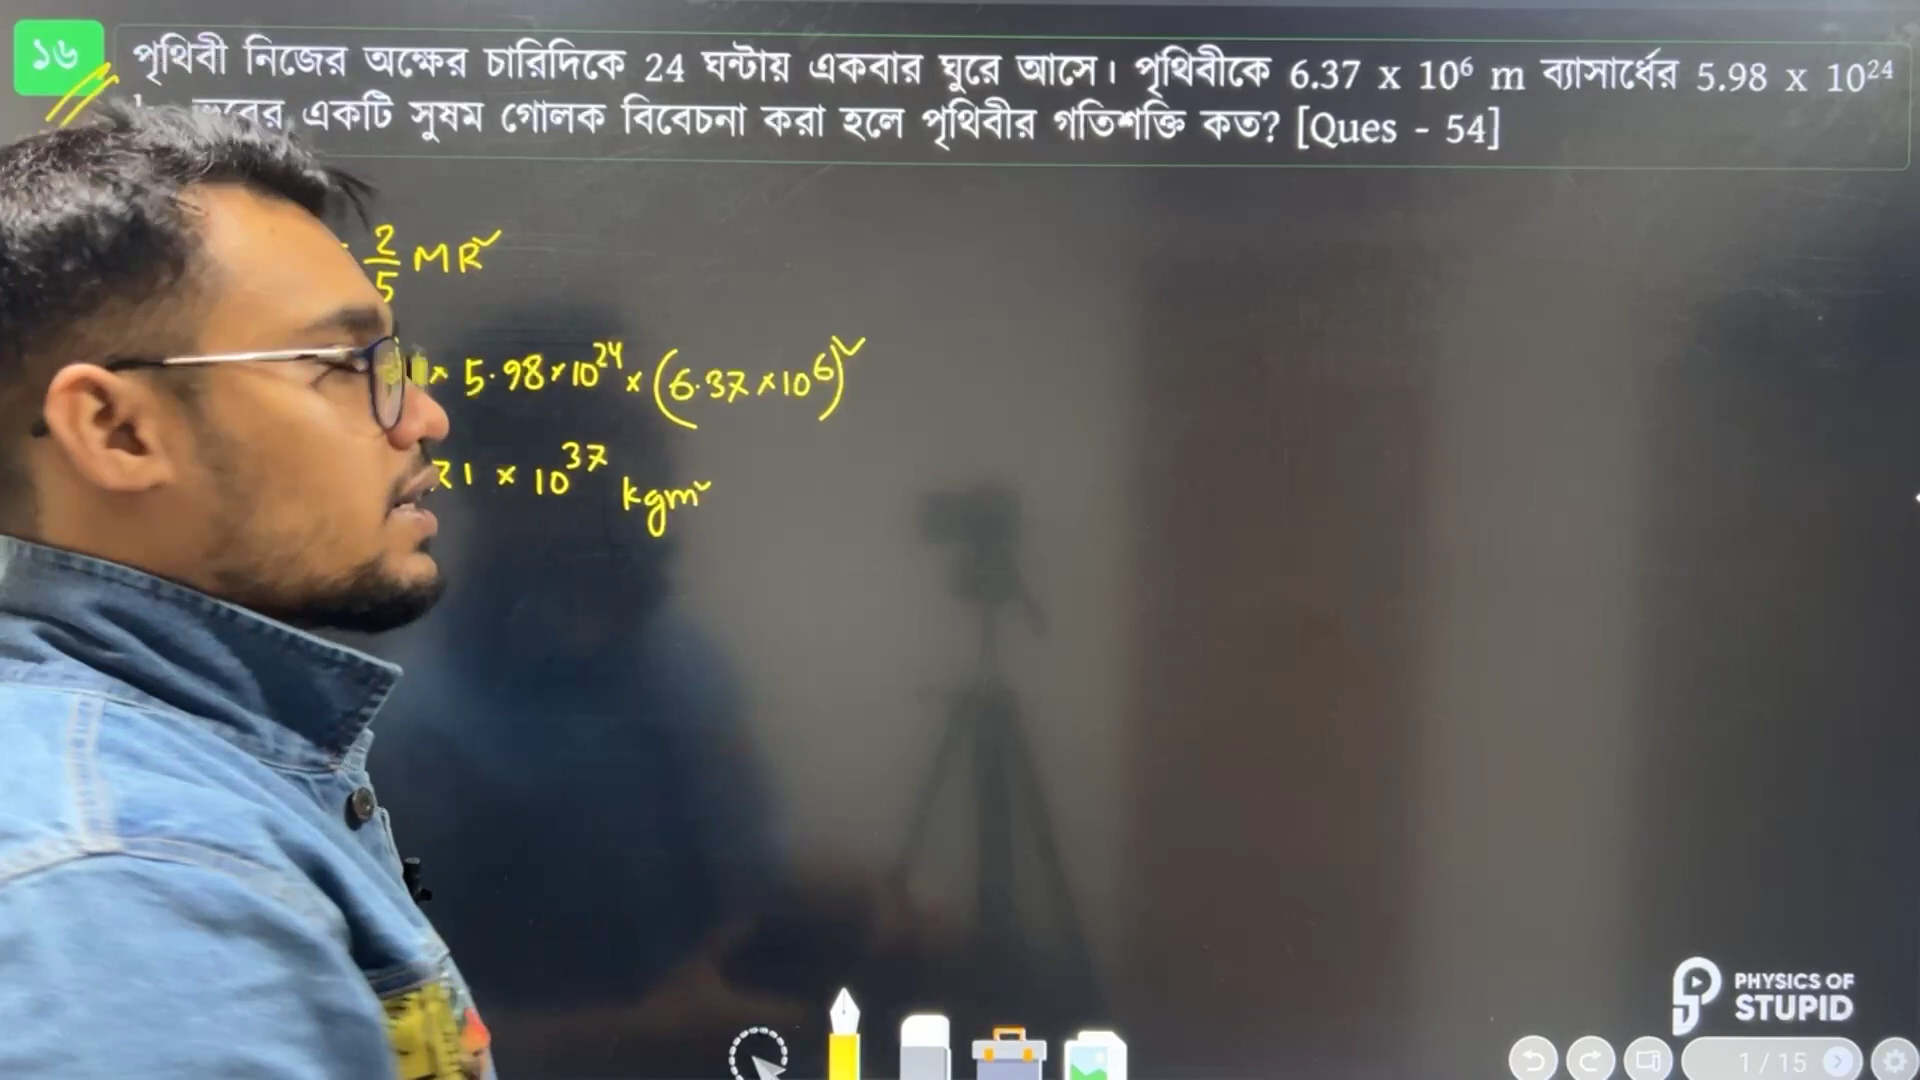 ১৬
পৃথিবী নিজের অক্ষের চারিদিকে 24 ঘন্টায় একবার ঘুরে আসে। পৃথিবীকে 6.37 x 10⁶ m ব্যাসার্ধের 5.98 x 10²⁴
একটি সুষম গোলক বিবেচনা করা হলে পৃথিবীর গতিশক্তি কত? [Ques - 54]
2/5 MR²
× 5.98 × 10²⁴ × (6.37 × 10⁶)²
71 × 10³⁷ kgm²
PHYSICS OF
STUPID
1 / 15